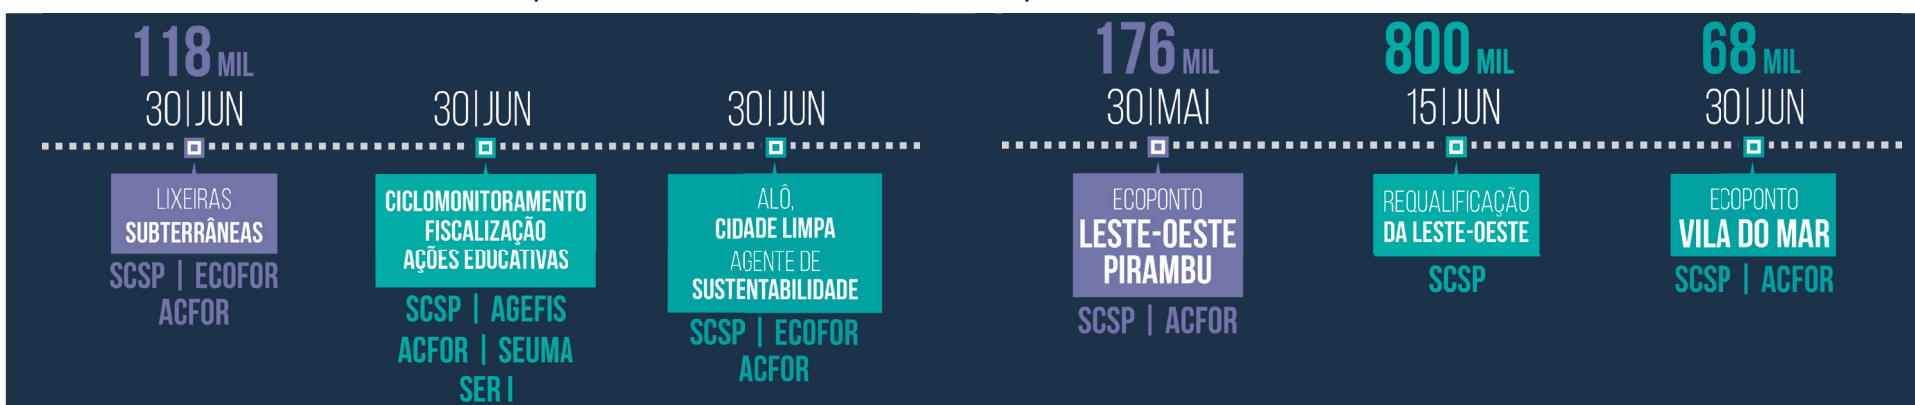 118 MIL
30|JUN
LIXEIRAS
SUBTERRÂNEAS
SCSP | ECOFOR
ACFOR
30|JUN
CICLOMONITORAMENTO
FISCALIZAÇÃO
AÇÕES EDUCATIVAS
SCSP | AGEFIS
ACFOR | SEUMA
SER I
30|JUN
ALÔ,
CIDADE LIMPA
AGENTE DE
SUSTENTABILIDADE
SCSP | ECOFOR
ACFOR
176 MIL
30|MAI
ECOPONTO
LESTE-OESTE
PIRAMBU
SCSP | ACFOR
800 MIL
15|JUN
REQUALIFICAÇÃO
DA LESTE-OESTE
SCSP
68 MIL
30|JUN
ECOPONTO
VILA DO MAR
SCSP | ACFOR